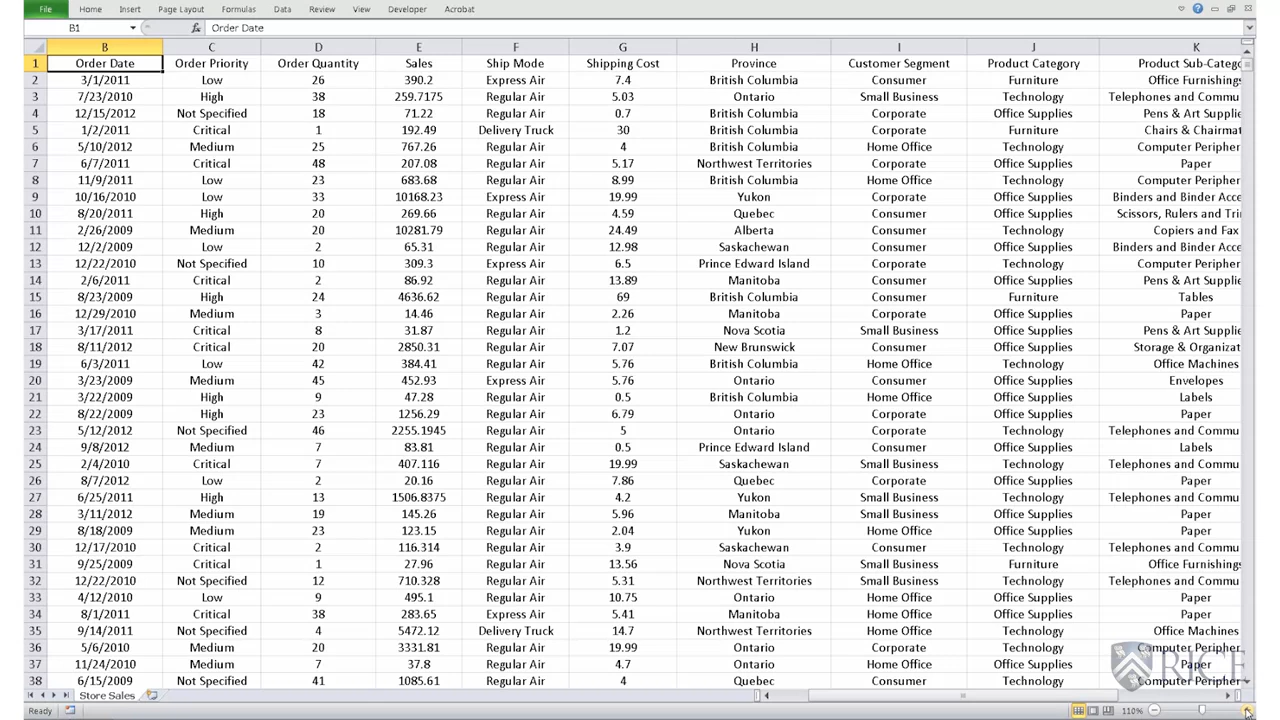 File Home Insert Page Layout Formulas Data Review View Developer Acrobat
B1 fx Order Date
B C D E F G H I J K
1 Order Date Order Priority Order Quantity Sales Ship Mode Shipping Cost Province Customer Segment Product Category Product Sub-Catego
2 3/1/2011 Low 26 390.2 Express Air 7.4 British Columbia Consumer Furniture Office Furnishings
3 7/23/2010 High 38 259.7175 Regular Air 5.03 Ontario Small Business Technology Telephones and Commu
4 12/15/2012 Not Specified 18 71.22 Regular Air 0.7 British Columbia Corporate Office Supplies Pens & Art Supplie
5 1/2/2011 Critical 1 192.49 Delivery Truck 30 British Columbia Corporate Furniture Chairs & Chairmat
6 5/10/2012 Medium 25 767.26 Regular Air 4 British Columbia Home Office Technology Computer Peripher
7 6/7/2011 Critical 48 207.08 Regular Air 5.17 Northwest Territories Corporate Office Supplies Paper
8 11/9/2011 Low 23 683.68 Regular Air 8.99 British Columbia Home Office Technology Computer Peripher
9 10/16/2010 Low 33 10168.23 Express Air 19.99 Yukon Corporate Office Supplies Binders and Binder Acce
10 8/20/2011 High 20 269.66 Regular Air 4.59 Quebec Consumer Office Supplies Scissors, Rulers and Tri
11 2/26/2009 Medium 20 10281.79 Regular Air 24.49 Alberta Consumer Technology Copiers and Fax
12 12/2/2009 Low 2 65.31 Regular Air 12.98 Saskachewan Consumer Office Supplies Binders and Binder Acce
13 12/22/2010 Not Specified 10 309.3 Express Air 6.5 Prince Edward Island Corporate Technology Computer Peripher
14 2/6/2011 Critical 2 86.92 Regular Air 13.89 Manitoba Consumer Office Supplies Pens & Art Supplie
15 8/23/2009 High 24 4636.62 Regular Air 69 British Columbia Consumer Furniture Tables
16 12/29/2010 Medium 3 14.46 Regular Air 2.26 Manitoba Corporate Office Supplies Paper
17 3/17/2011 Critical 8 31.87 Regular Air 1.2 Nova Scotia Small Business Office Supplies Pens & Art Supplie
18 8/11/2012 Critical 20 2850.31 Regular Air 7.07 New Brunswick Consumer Office Supplies Storage & Organizat
19 6/3/2011 Low 42 384.41 Regular Air 5.76 British Columbia Home Office Technology Office Machines
20 3/23/2009 Medium 45 452.93 Express Air 5.76 Ontario Consumer Office Supplies Envelopes
21 3/22/2009 High 9 47.28 Regular Air 0.5 British Columbia Home Office Office Supplies Labels
22 8/22/2009 High 23 1256.29 Regular Air 6.79 Ontario Corporate Office Supplies Paper
23 5/12/2012 Not Specified 46 2255.1945 Regular Air 5 Ontario Corporate Technology Telephones and Commu
24 9/8/2012 Medium 7 83.81 Regular Air 0.5 Prince Edward Island Consumer Office Supplies Labels
25 2/4/2010 Critical 7 407.116 Regular Air 19.99 Saskachewan Small Business Technology Telephones and Commu
26 8/7/2012 Low 2 20.16 Regular Air 7.86 Quebec Corporate Office Supplies Paper
27 6/25/2011 High 13 1506.8375 Regular Air 4.2 Yukon Small Business Technology Telephones and Commu
28 3/11/2012 Medium 19 145.26 Regular Air 5.96 Manitoba Small Business Office Supplies Paper
29 8/18/2009 Medium 23 123.15 Regular Air 2.04 Yukon Home Office Office Supplies Paper
30 12/17/2010 Critical 2 116.314 Regular Air 3.9 Saskachewan Consumer Technology Telephones and Commu
31 9/25/2009 Critical 1 27.96 Regular Air 13.56 Nova Scotia Small Business Furniture Office Furnishings
32 12/22/2010 Not Specified 12 710.328 Regular Air 5.31 Northwest Territories Small Business Technology Telephones and Commu
33 4/12/2010 Low 9 495.1 Regular Air 10.75 Ontario Home Office Office Supplies Paper
34 8/1/2011 Critical 38 283.65 Express Air 5.41 Manitoba Home Office Office Supplies Paper
35 9/14/2011 Not Specified 4 5472.12 Delivery Truck 14.7 Northwest Territories Home Office Technology Office Machines
36 5/6/2010 Medium 20 3331.81 Regular Air 19.99 Ontario Corporate Technology Computer Peripher
37 11/24/2010 Medium 7 37.8 Regular Air 4.7 Ontario Home Office Office Supplies Paper
38 6/15/2009 Not Specified 41 1085.61 Regular Air 4 Quebec Consumer Technology Computer Peripher
RICE
Store Sales
Ready 110%